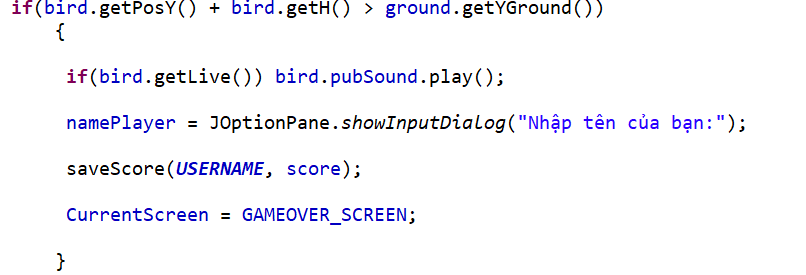 if(bird.getPosY() + bird.getH() > ground.getYGround())
{
if(bird.getLive()) bird.pubSound.play();
namePlayer = JOptionPane.showInputDialog("Nhập tên của bạn:");
saveScore(USERNAME, score);
CurrentScreen = GAMEOVER_SCREEN;
}